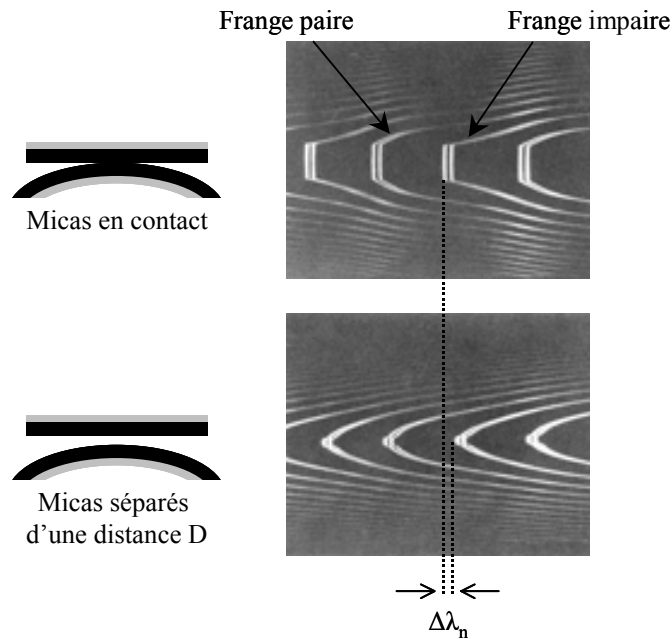 Frange paire
Frange impaire
Micas en contact
Micas séparés
d'une distance D
Δλn